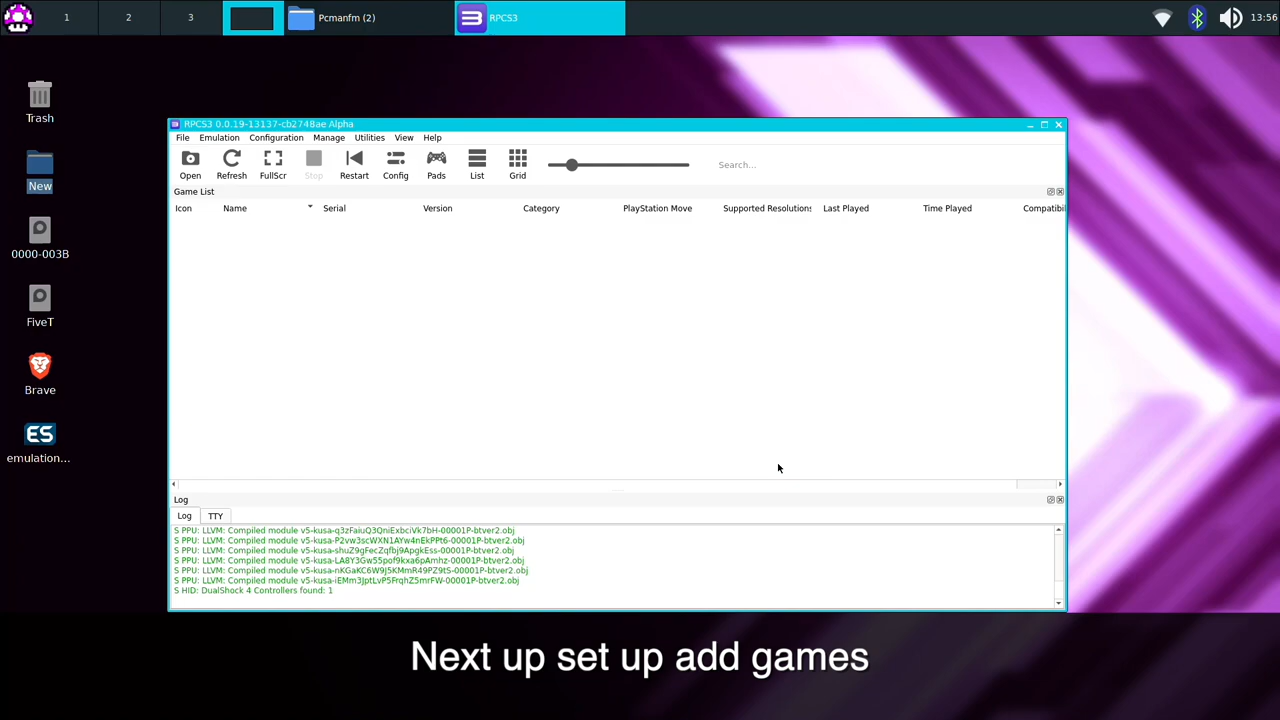 1
2
3
Pcmanfm (2)
RPCS3
13:56
Trash
New
0000-003B
FiveT
Brave
ES
emulation...
RPCS3 0.0.19-13137-cb2748ae Alpha
File Emulation Configuration Manage Utilities View Help
Open Refresh FullScr Stop Restart Config Pads List Grid Search...
Game List
Icon Name Serial Version Category PlayStation Move Supported Resolutions Last Played Time Played Compatibil
Log
Log TTY
S PPU: LLVM: Compiled module v5-kusa-q3zFaiuQ3QniExbciVk7bH-00001P-btver2.obj
S PPU: LLVM: Compiled module v5-kusa-P2vw3scWXN1AYw4nEkPPt6-00001P-btver2.obj
S PPU: LLVM: Compiled module v5-kusa-shuZ9gFecZqfbj9ApgkEss-00001P-btver2.obj
S PPU: LLVM: Compiled module v5-kusa-LA8Y3Gw55pof9kxa6pAmhz-00001P-btver2.obj
S PPU: LLVM: Compiled module v5-kusa-nKGaKC6W9J5KMmR49PZ9tS-00001P-btver2.obj
S PPU: LLVM: Compiled module v5-kusa-iEMm3JptLvP5FrqhZ5mrFW-00001P-btver2.obj
S HID: DualShock 4 Controllers found: 1
Next up set up add games